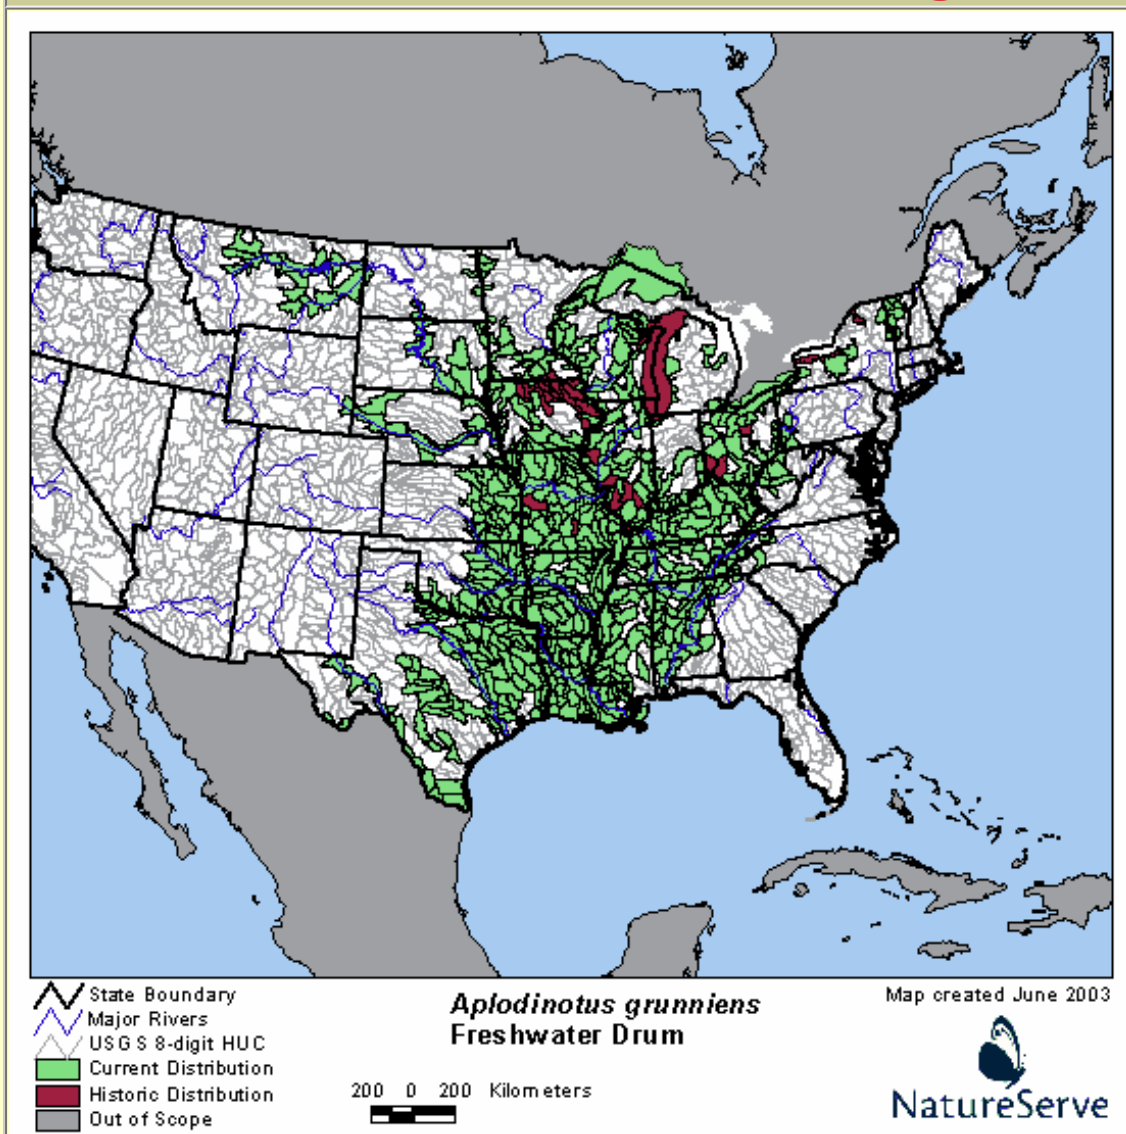 State Boundary
Major Rivers
USGS 8-digit HUC
Current Distribution
Historic Distribution
Out of Scope
200 0 200 Kilometers
Aplodinotus grunniens
Freshwater Drum
Map created June 2003
NatureServe